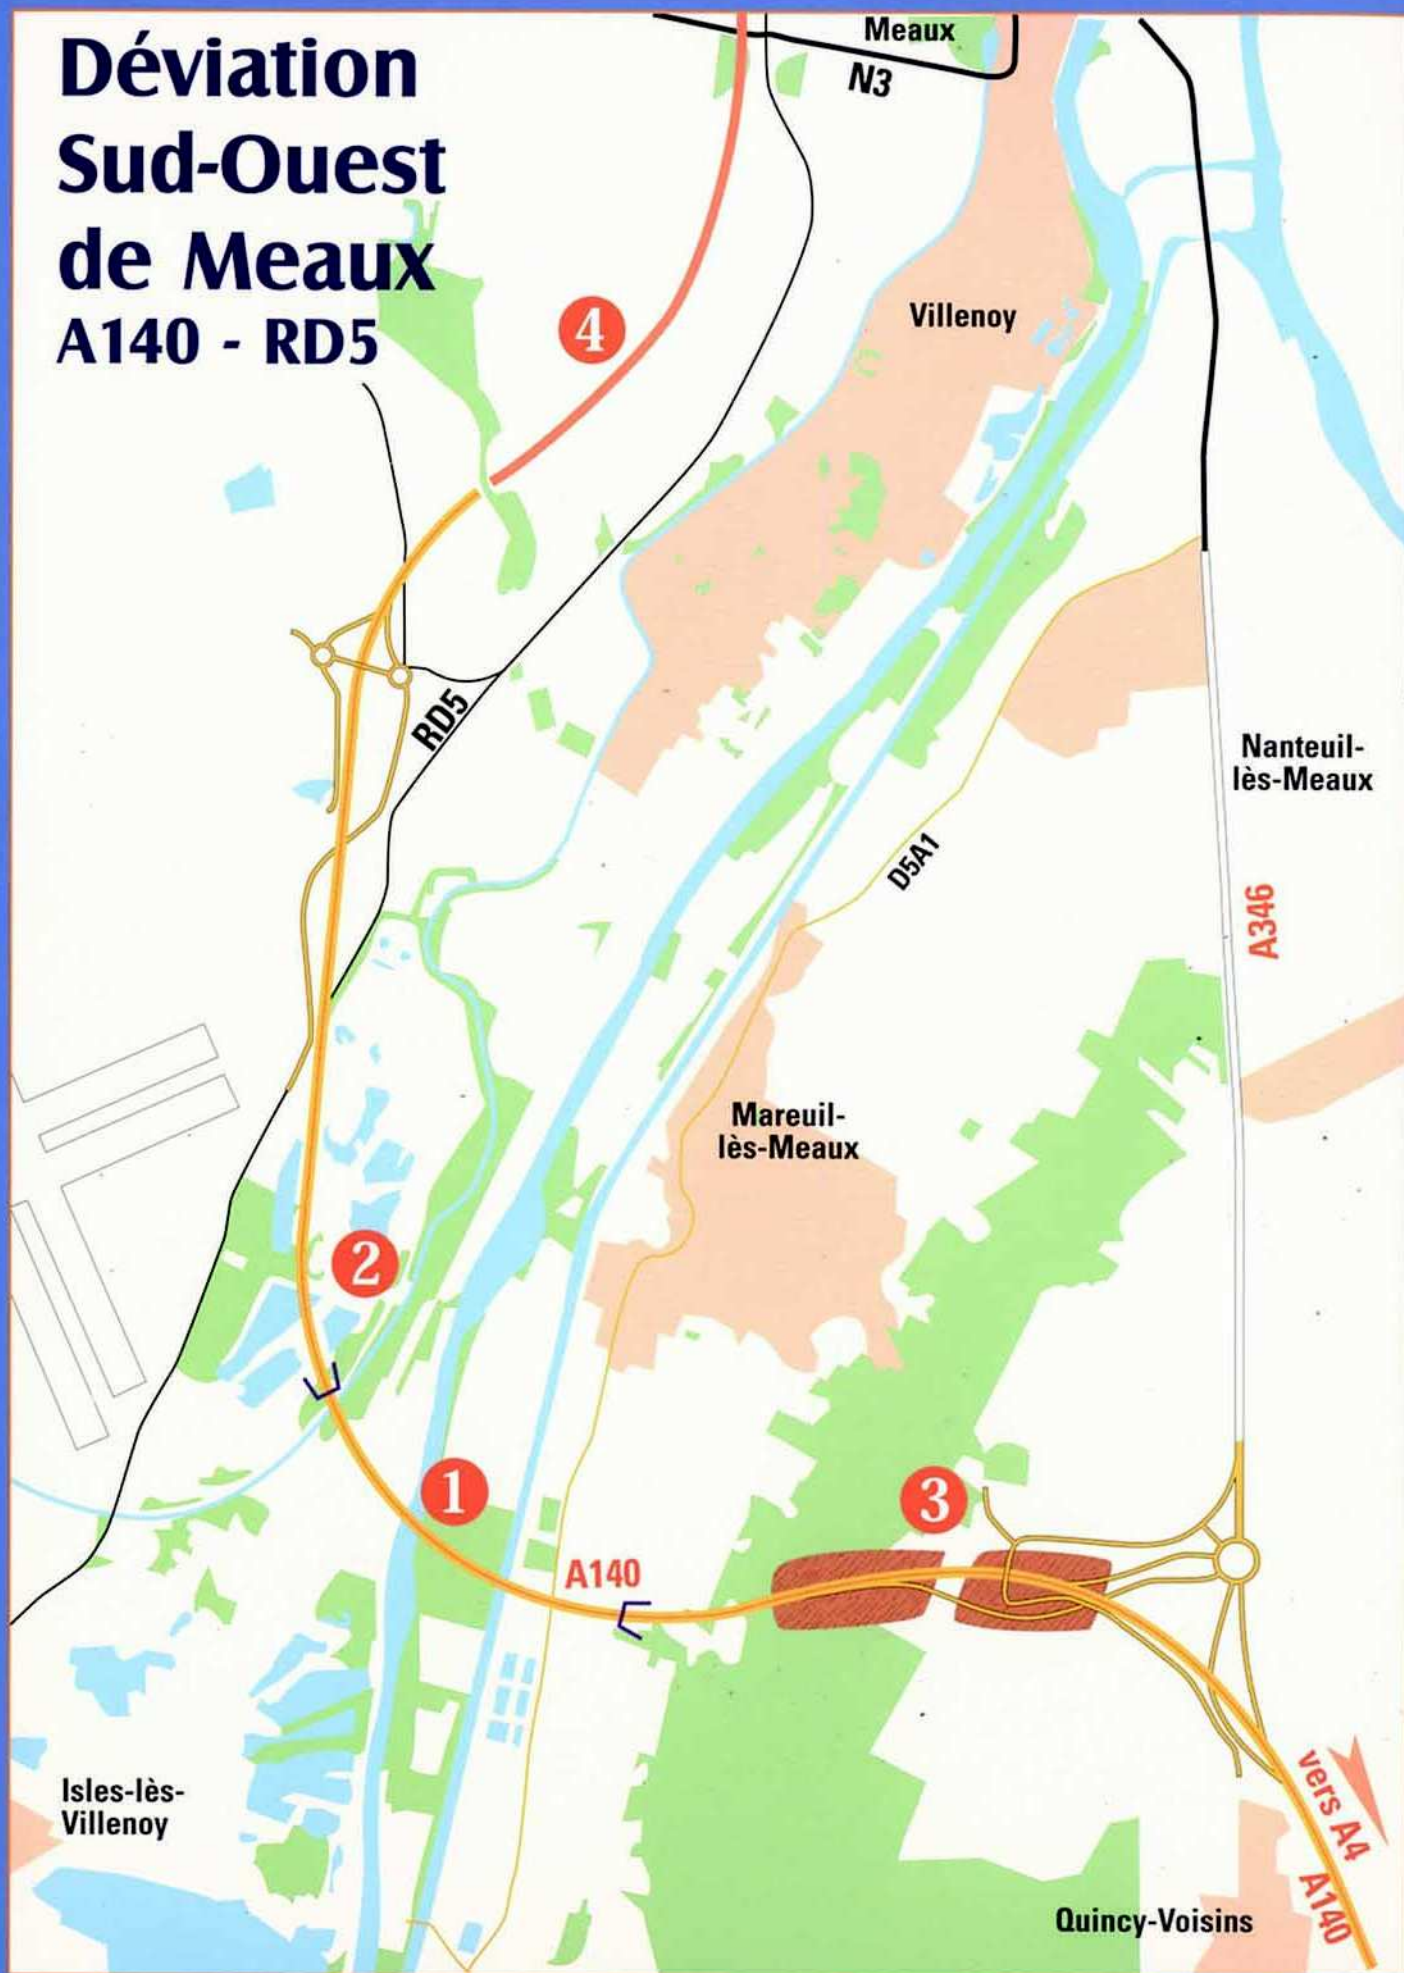 Déviation
Sud-Ouest
de Meaux
A140 - RD5
Meaux
N3
4
Villenoy
RD5
Nanteuil-
lès-Meaux
D5A1
A346
Mareuil-
lès-Meaux
2
1
3
A140
Isles-lès-
Villenoy
vers A4
A140
Quincy-Voisins